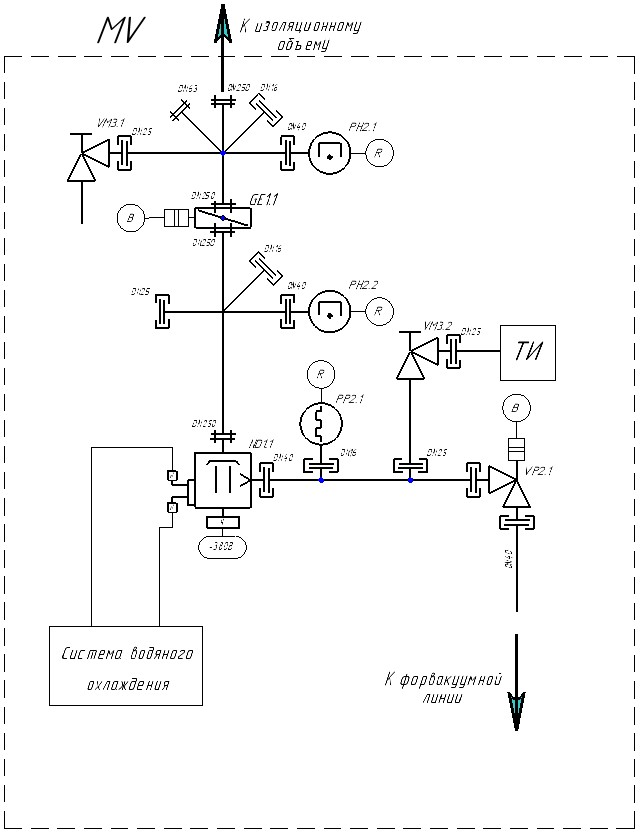 MV
К изоляционному
объему
DN63
DN250
DN16
VM3.1
DN25
DN40
PH2.1
R
DN250
GE1.1
B
DN250
DN16
DN25
DN40
PH2.2
R
VM3.2
DN25
ТИ
R
PP2.1
B
DN250
ND1.1
DN40
DN16
DN25
VP2.1
~380В
DN40
Система водяного
охлаждения
К форвакуумной
линии